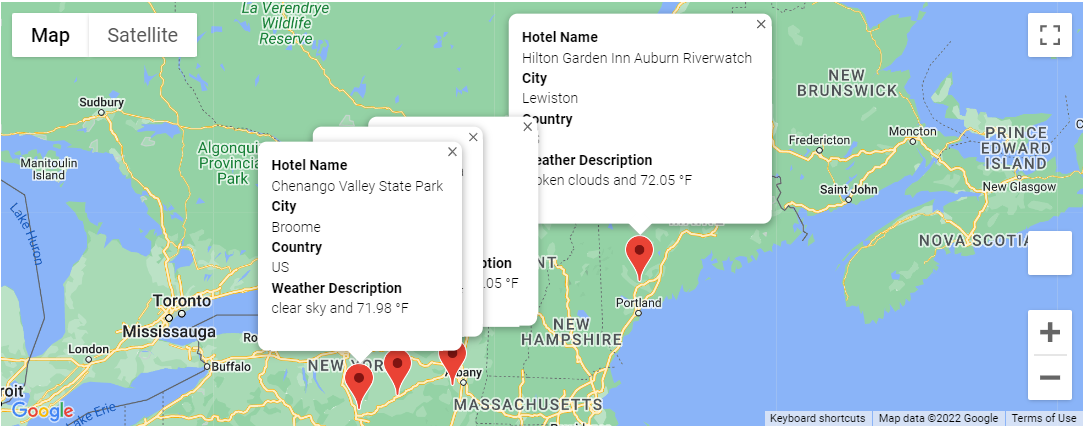 Map
Satellite
La Verendrye
Wildlife
Reserve
Sudbury
Manitoulin
Island
Algonquin
Provincial
Park
Lake Huron
Toronto
Mississauga
London
Buffalo
Lake Erie
Google
Hotel Name
Chenango Valley State Park
City
Broome
Country
US
Weather Description
clear sky and 71.98 °F
.05 °F
Hotel Name
Hilton Garden Inn Auburn Riverwatch
City
Lewiston
Country
eather Description
oken clouds and 72.05 °F
NEW YOR
Albany
MASSACHUSETTS
NEW
HAMPSHIRE
Portland
NEW
BRUNSWICK
Fredericton
Moncton
Saint John
PRINCE
EDWARD
ISLAND
New Glasgow
NOVA SCOTIA
Keyboard shortcuts
Map data ©2022 Google
Terms of Use